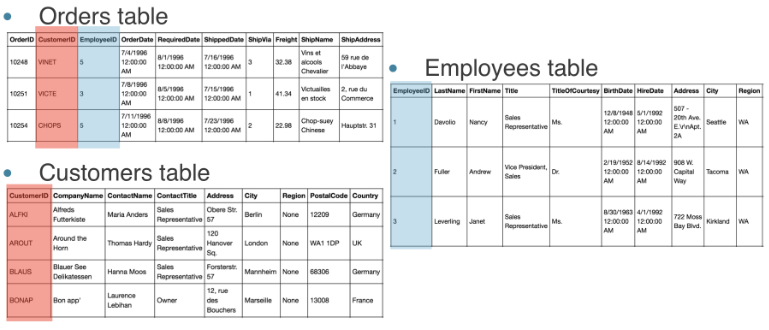 Orders table
OrderID CustomerID EmployeeID OrderDate RequiredDate ShippedDate ShipVia Freight ShipName ShipAddress
10248 VINET 5 7/4/1996 12:00:00 AM 8/1/1996 12:00:00 AM 7/16/1996 12:00:00 AM 3 32.38 Vins et alcools Chevalier 59 rue de l'Abbaye
10251 VICTE 3 7/8/1996 12:00:00 AM 8/5/1996 12:00:00 AM 7/15/1996 12:00:00 AM 1 41.34 Victuailles en stock 2, rue du Commerce
10254 CHOPS 5 7/11/1996 12:00:00 AM 8/8/1996 12:00:00 AM 7/23/1996 12:00:00 AM 2 22.98 Chop-suey Chinese Hauptstr. 31
Customers table
CustomerID CompanyName ContactName ContactTitle Address City Region PostalCode Country
ALFKI Alfreds Futterkiste Maria Anders Sales Representative Obere Str. 57 Berlin None 12209 Germany
AROUT Around the Horn Thomas Hardy Sales Representative 120 Hanover Sq. London None WA1 1DP UK
BLAUS Blauer See Delikatessen Hanna Moos Sales Representative Forsterstr. 57 Mannheim None 68306 Germany
BONAP Bon app' Laurence Lebihan Owner 12, rue des Bouchers Marseille None 13008 France
Employees table
EmployeeID LastName FirstName Title TitleOfCourtesy BirthDate HireDate Address City Region
1 Davolio Nancy Sales Representative Ms. 12/8/1948 12:00:00 AM 5/1/1992 12:00:00 AM 507 - 20th Ave. E.\r\nApt. 2A Seattle WA
2 Fuller Andrew Vice President, Sales Dr. 2/19/1952 12:00:00 AM 8/14/1992 12:00:00 AM 908 W. Capital Way Tacoma WA
3 Leverling Janet Sales Representative Ms. 8/30/1963 12:00:00 AM 4/1/1992 12:00:00 AM 722 Moss Bay Blvd. Kirkland WA